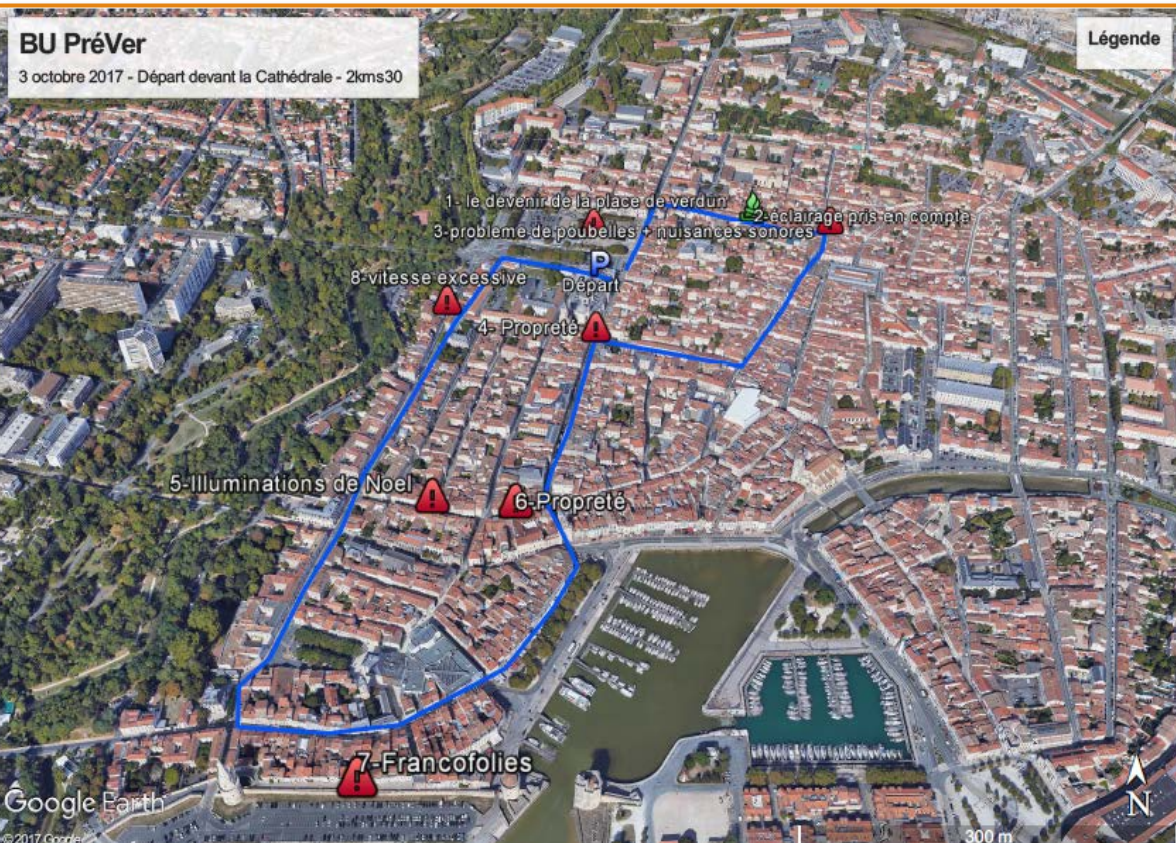 BU PréVer
3 octobre 2017 - Départ devant la Cathédrale - 2kms30
Légende
1- le devenir de la place de verdun
2-éclairage pris en compte
3-probleme de poubelles + nuisances sonores
P
Départ
8-vitesse excessive
4- Propreté
5-Illuminations de Noel
6-Propreté
7-Francofolies
Google Earth
© 2017 Google
N
300 m